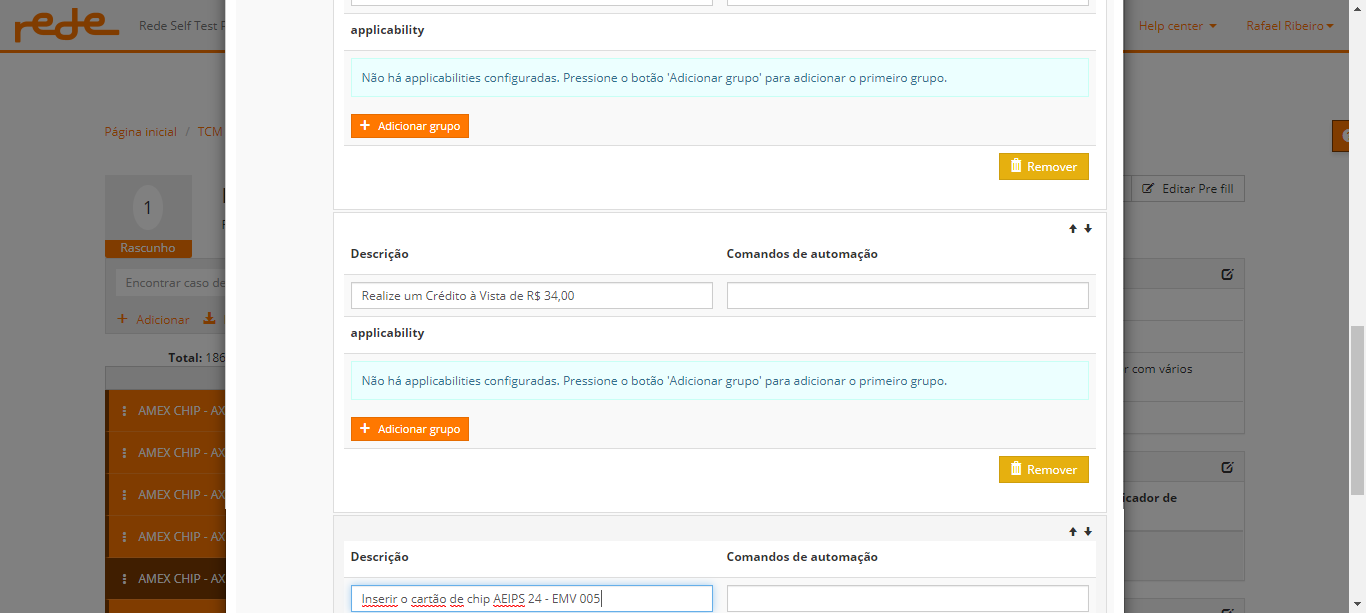 rede
Rede Self Test
Help center
Rafael Ribeiro
Página inicial / TCM
1
Rascunho
Encontrar caso de
Adicionar
Total: 186
AMEX CHIP - AX
AMEX CHIP - AX
AMEX CHIP - AX
AMEX CHIP - AX
AMEX CHIP - AX
applicability
Não há applicabilities configuradas. Pressione o botão 'Adicionar grupo' para adicionar o primeiro grupo.
+ Adicionar grupo
Remover
Descrição
Comandos de automação
Realize um Crédito à Vista de R$ 34,00
applicability
Não há applicabilities configuradas. Pressione o botão 'Adicionar grupo' para adicionar o primeiro grupo.
+ Adicionar grupo
Remover
Descrição
Comandos de automação
Inserir o cartão de chip AEIPS 24 - EMV 005
Editar Pre fill
r com vários
icador de